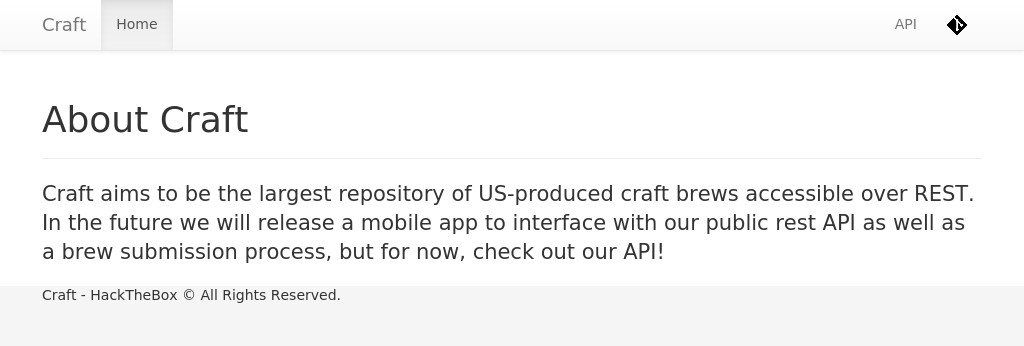 Craft Home API
About Craft
Craft aims to be the largest repository of US-produced craft brews accessible over REST.
In the future we will release a mobile app to interface with our public rest API as well as
a brew submission process, but for now, check out our API!
Craft - HackTheBox © All Rights Reserved.